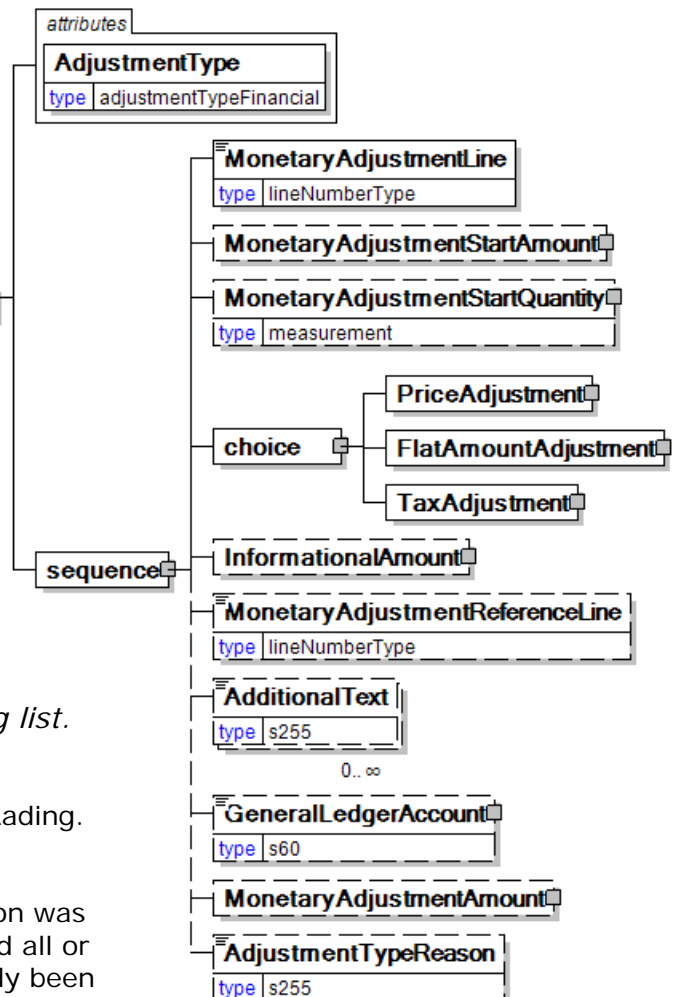 attributes
AdjustmentType
type adjustmentTypeFinancial
MonetaryAdjustmentLine
type lineNumberType
MonetaryAdjustmentStartAmount
MonetaryAdjustmentStartQuantity
type measurement
choice
PriceAdjustment
FlatAmountAdjustment
TaxAdjustment
sequence
InformationalAmount
MonetaryAdjustmentReferenceLine
type lineNumberType
AdditionalText
type s255
0..∞
GeneralLedgerAccount
type s60
MonetaryAdjustmentAmount
AdjustmentTypeReason
type s255
g list.
ading.
on was
d all or
ly been